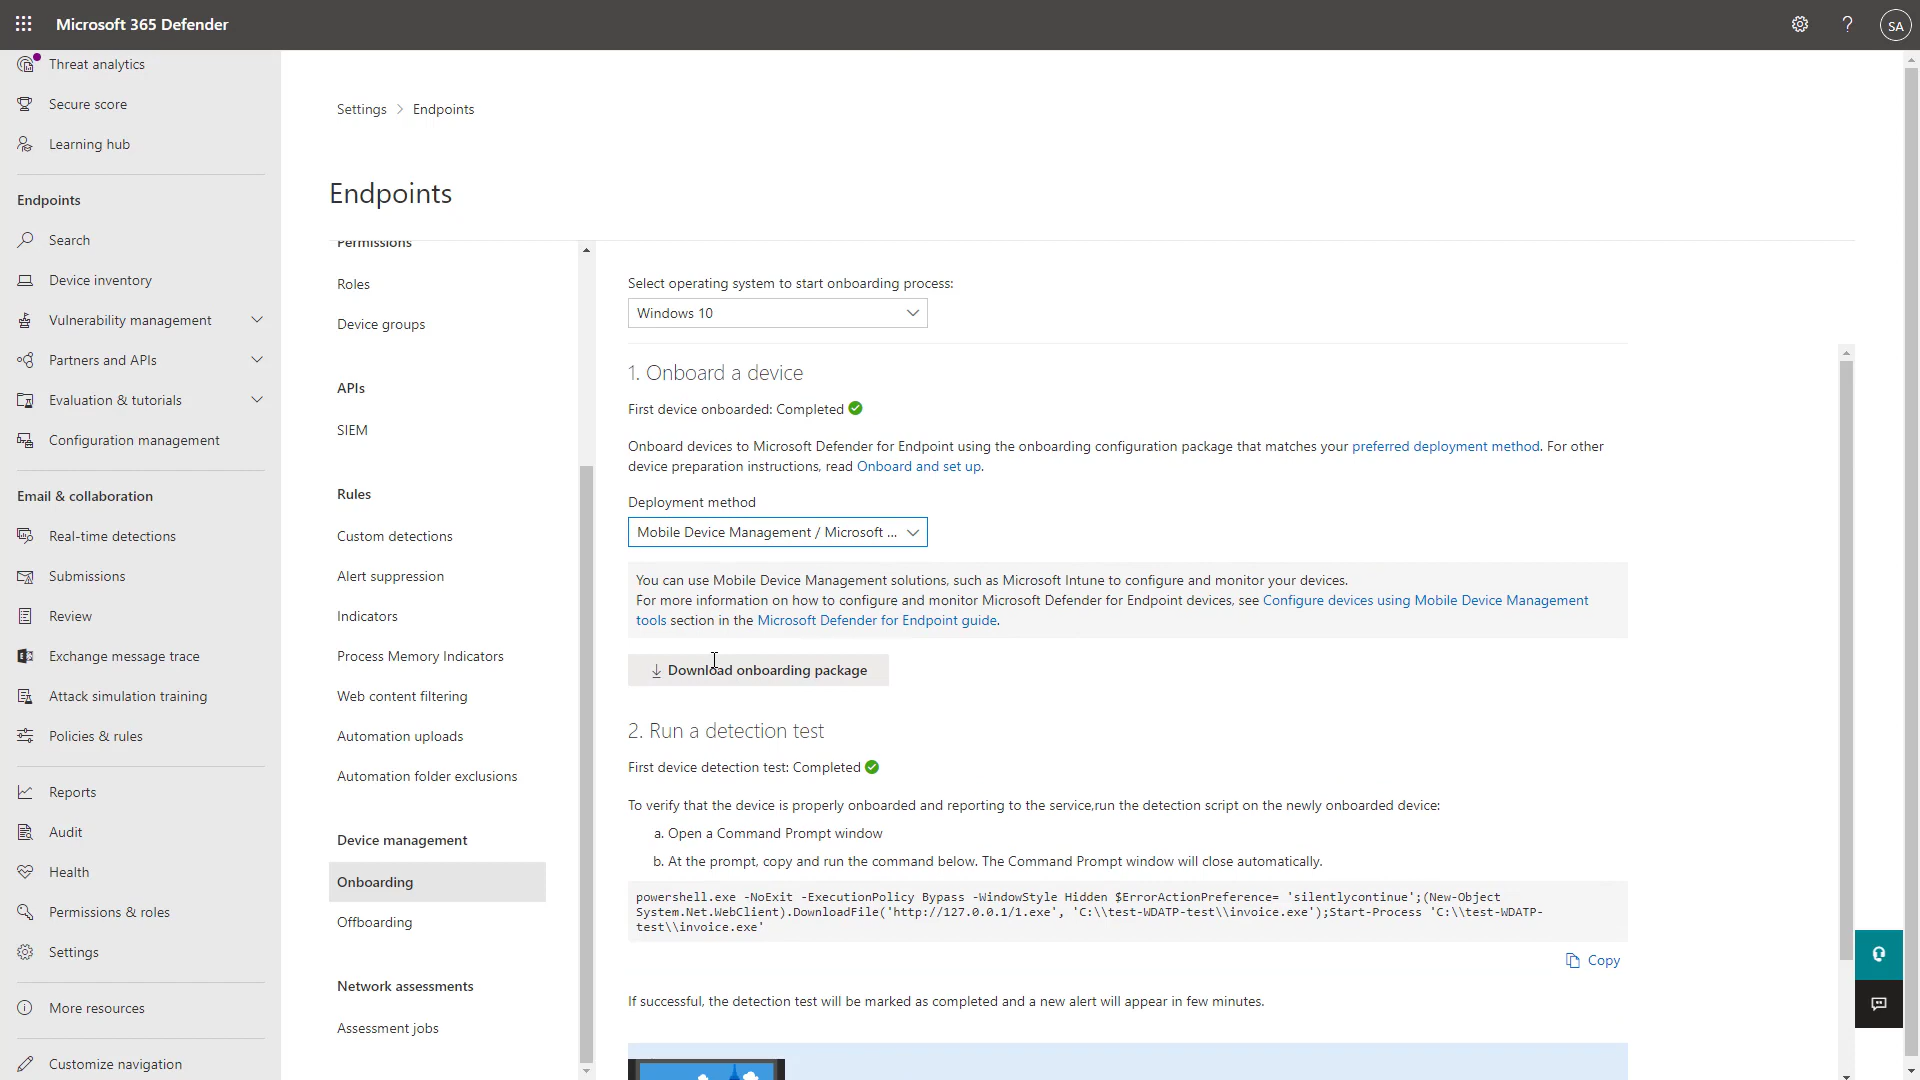 Microsoft 365 Defender
?
SA
Threat analytics
Secure score
Learning hub
Endpoints
Search
Device inventory
Vulnerability management
Partners and APIs
Evaluation & tutorials
Configuration management
Email & collaboration
Real-time detections
Submissions
Review
Exchange message trace
Attack simulation training
Policies & rules
Reports
Audit
Health
Permissions & roles
Settings
More resources
Customize navigation
Settings > Endpoints
Endpoints
Permissions
Roles
Device groups
APIs
SIEM
Rules
Custom detections
Alert suppression
Indicators
Process Memory Indicators
Web content filtering
Automation uploads
Automation folder exclusions
Device management
Onboarding
Offboarding
Network assessments
Assessment jobs
Select operating system to start onboarding process:
Windows 10
1. Onboard a device
First device onboarded: Completed
Onboard devices to Microsoft Defender for Endpoint using the onboarding configuration package that matches your preferred deployment method. For other
device preparation instructions, read Onboard and set up.
Deployment method
Mobile Device Management / Microsoft ...
You can use Mobile Device Management solutions, such as Microsoft Intune to configure and monitor your devices.
For more information on how to configure and monitor Microsoft Defender for Endpoint devices, see Configure devices using Mobile Device Management
tools section in the Microsoft Defender for Endpoint guide.
Download onboarding package
2. Run a detection test
First device detection test: Completed
To verify that the device is properly onboarded and reporting to the service,run the detection script on the newly onboarded device:
a. Open a Command Prompt window
b. At the prompt, copy and run the command below. The Command Prompt window will close automatically.
powershell.exe -NoExit -ExecutionPolicy Bypass -WindowStyle Hidden $ErrorActionPreference= 'silentlycontinue';(New-Object
System.Net.WebClient).DownloadFile('http://127.0.0.1/1.exe', 'C:\\test-WDATP-test\\invoice.exe');Start-Process 'C:\\test-WDATP-
test\\invoice.exe'
Copy
If successful, the detection test will be marked as completed and a new alert will appear in few minutes.